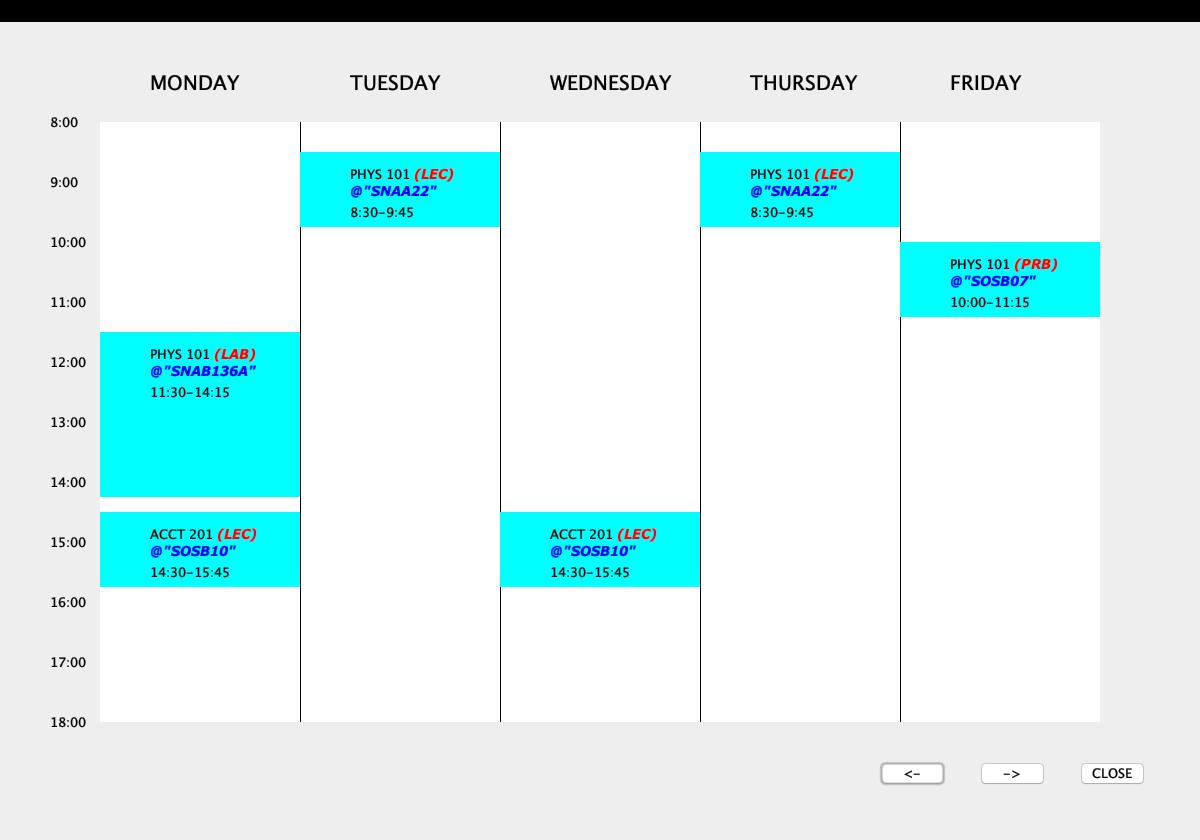 MONDAY TUESDAY WEDNESDAY THURSDAY FRIDAY
8:00
9:00
10:00
11:00
12:00
13:00
14:00
15:00
16:00
17:00
18:00
PHYS 101 (LAB)
@"SNAB136A"
11:30-14:15
ACCT 201 (LEC)
@"SOSB10"
14:30-15:45
PHYS 101 (LEC)
@"SNAA22"
8:30-9:45
ACCT 201 (LEC)
@"SOSB10"
14:30-15:45
PHYS 101 (LEC)
@"SNAA22"
8:30-9:45
PHYS 101 (PRB)
@"SOSB07"
10:00-11:15
<- -> CLOSE